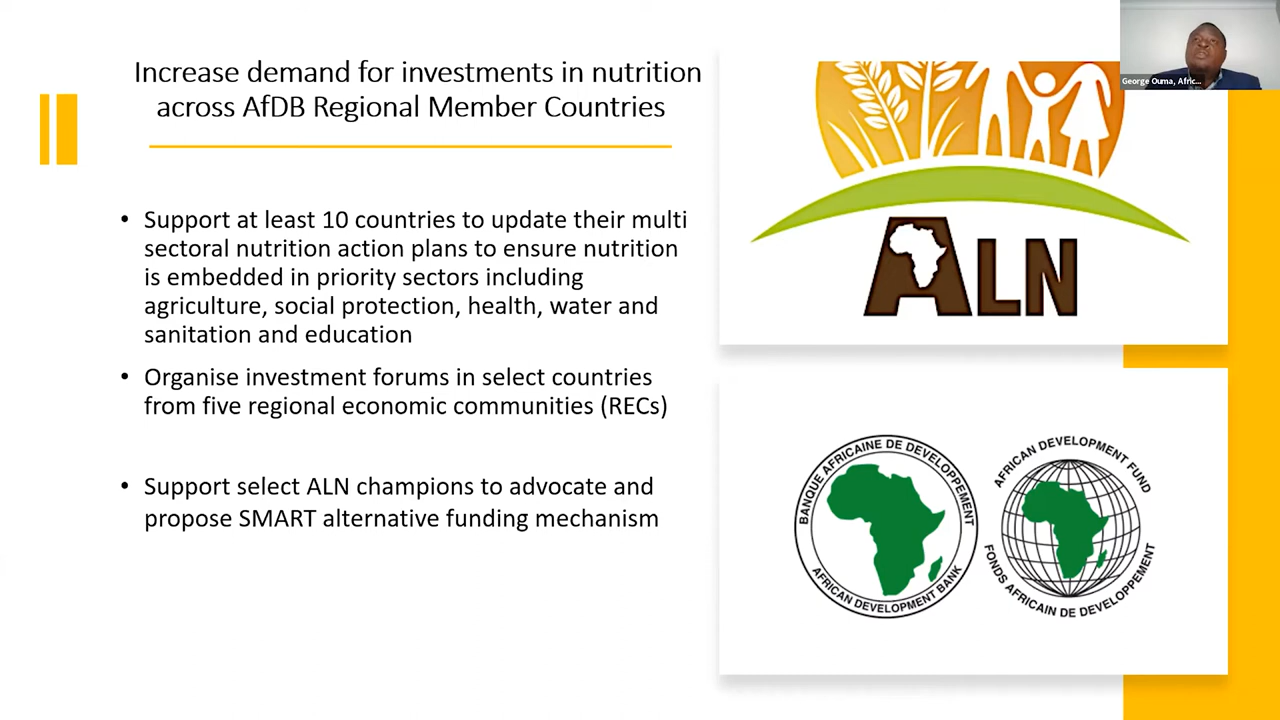 Increase demand for investments in nutrition
across AfDB Regional Member Countries
• Support at least 10 countries to update their multi
sectoral nutrition action plans to ensure nutrition
is embedded in priority sectors including
agriculture, social protection, health, water and
sanitation and education
• Organise investment forums in select countries
from five regional economic communities (RECs)
• Support select ALN champions to advocate and
propose SMART alternative funding mechanism
George Ouma, Afric...
ALN
BANQUE AFRICAINE DE DEVELOPPEMENT
AFRICAN DEVELOPMENT BANK
AFRICAN DEVELOPMENT FUND
FONDS AFRICAIN DE DEVELOPPEMENT